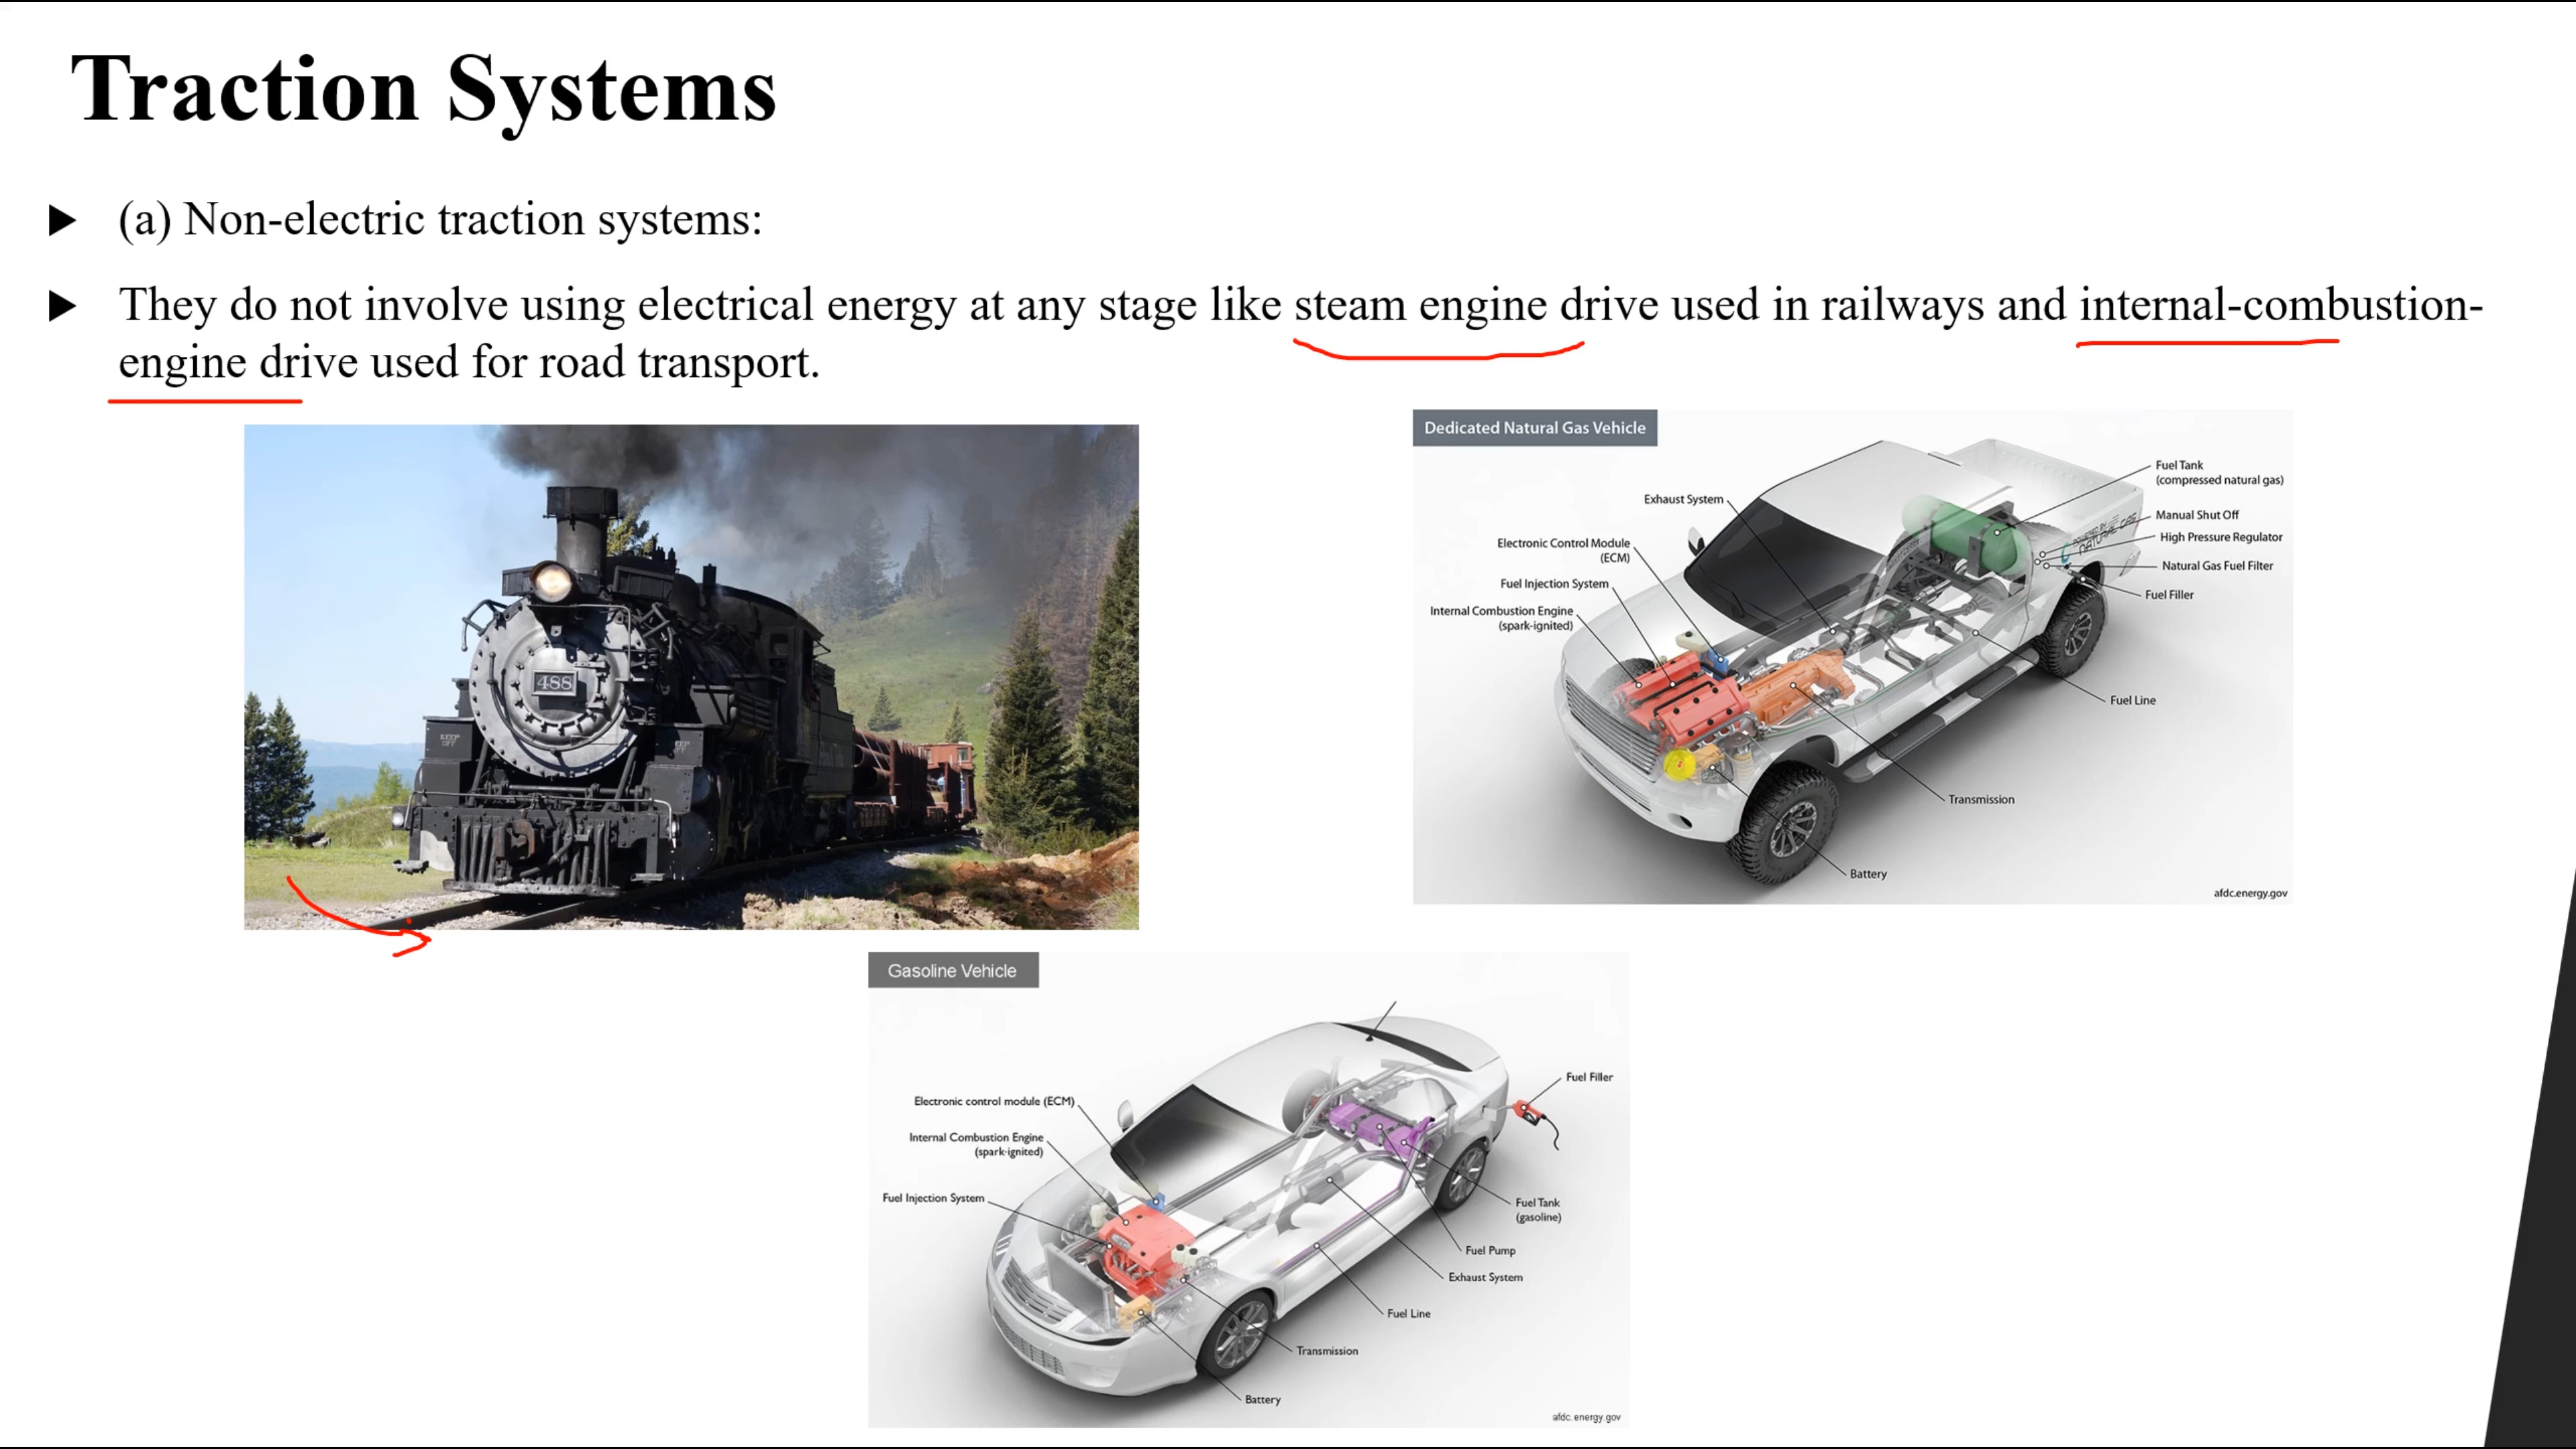 Traction Systems
(a) Non-electric traction systems:
They do not involve using electrical energy at any stage like steam engine drive used in railways and internal-combustion-
engine drive used for road transport.
488
KEEP
OFF
Dedicated Natural Gas Vehicle
Exhaust System
Electronic Control Module
(ECM)
Fuel Injection System
Internal Combustion Engine
(spark-ignited)
Fuel Tank
(compressed natural gas)
Manual Shut Off
High Pressure Regulator
Natural Gas Fuel Filter
Fuel Filler
Fuel Line
Transmission
Battery
afdc.energy.gov
Gasoline Vehicle
Electronic control module (ECM)
Internal Combustion Engine
(spark-ignited)
Fuel Injection System
Fuel Filler
Fuel Tank
(gasoline)
Fuel Pump
Exhaust System
Fuel Line
Transmission
Battery
afdc.energy.gov